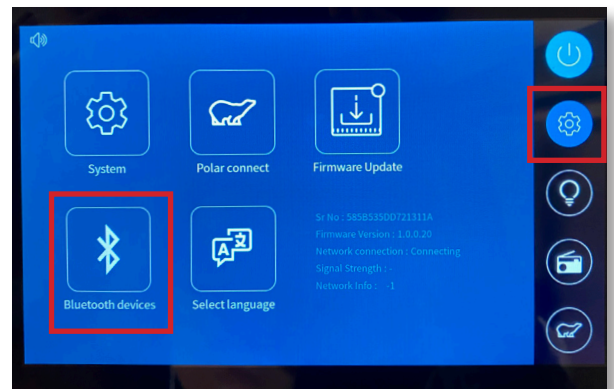 System
Polar connect
Firmware Update
Bluetooth devices
Select language
Sr No : 585B535DD721311A
Firmware Version : 1.0.0.20
Network connection : Connecting
Signal Strength : -
Network Info : -1